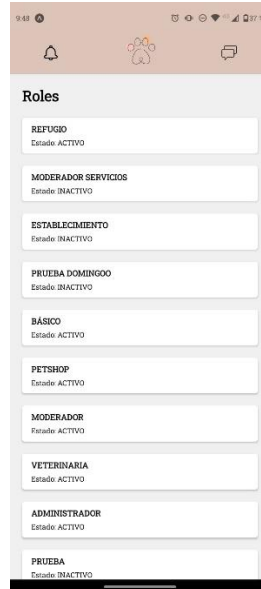 9:48
Roles
REFUGIO
Estado: ACTIVO
MODERADOR SERVICIOS
Estado: INACTIVO
ESTABLECIMIENTO
Estado: INACTIVO
PRUEBA DOMINGOO
Estado: INACTIVO
BÁSICO
Estado: ACTIVO
PETSHOP
Estado: ACTIVO
MODERADOR
Estado: ACTIVO
VETERINARIA
Estado: ACTIVO
ADMINISTRADOR
Estado: ACTIVO
PRUEBA
Estado: INACTIVO